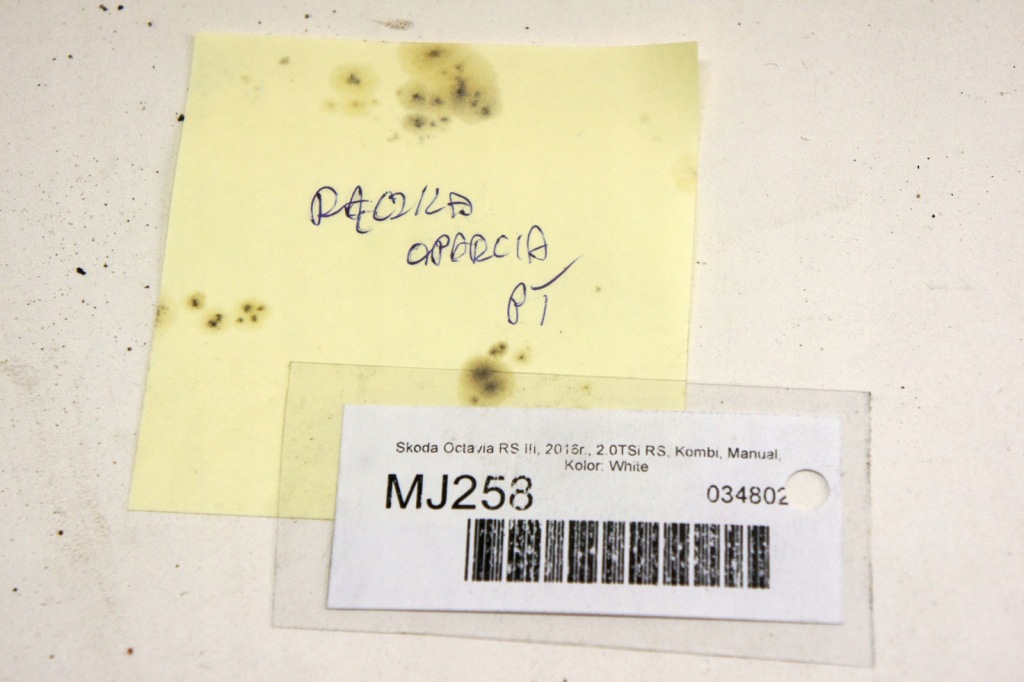 RĄCZKA
OPARCIA
PT
Skoda Octavia RS III, 2016r., 2.0TSi RS, Kombi, Manual,
Kolor: White
MJ258
034802